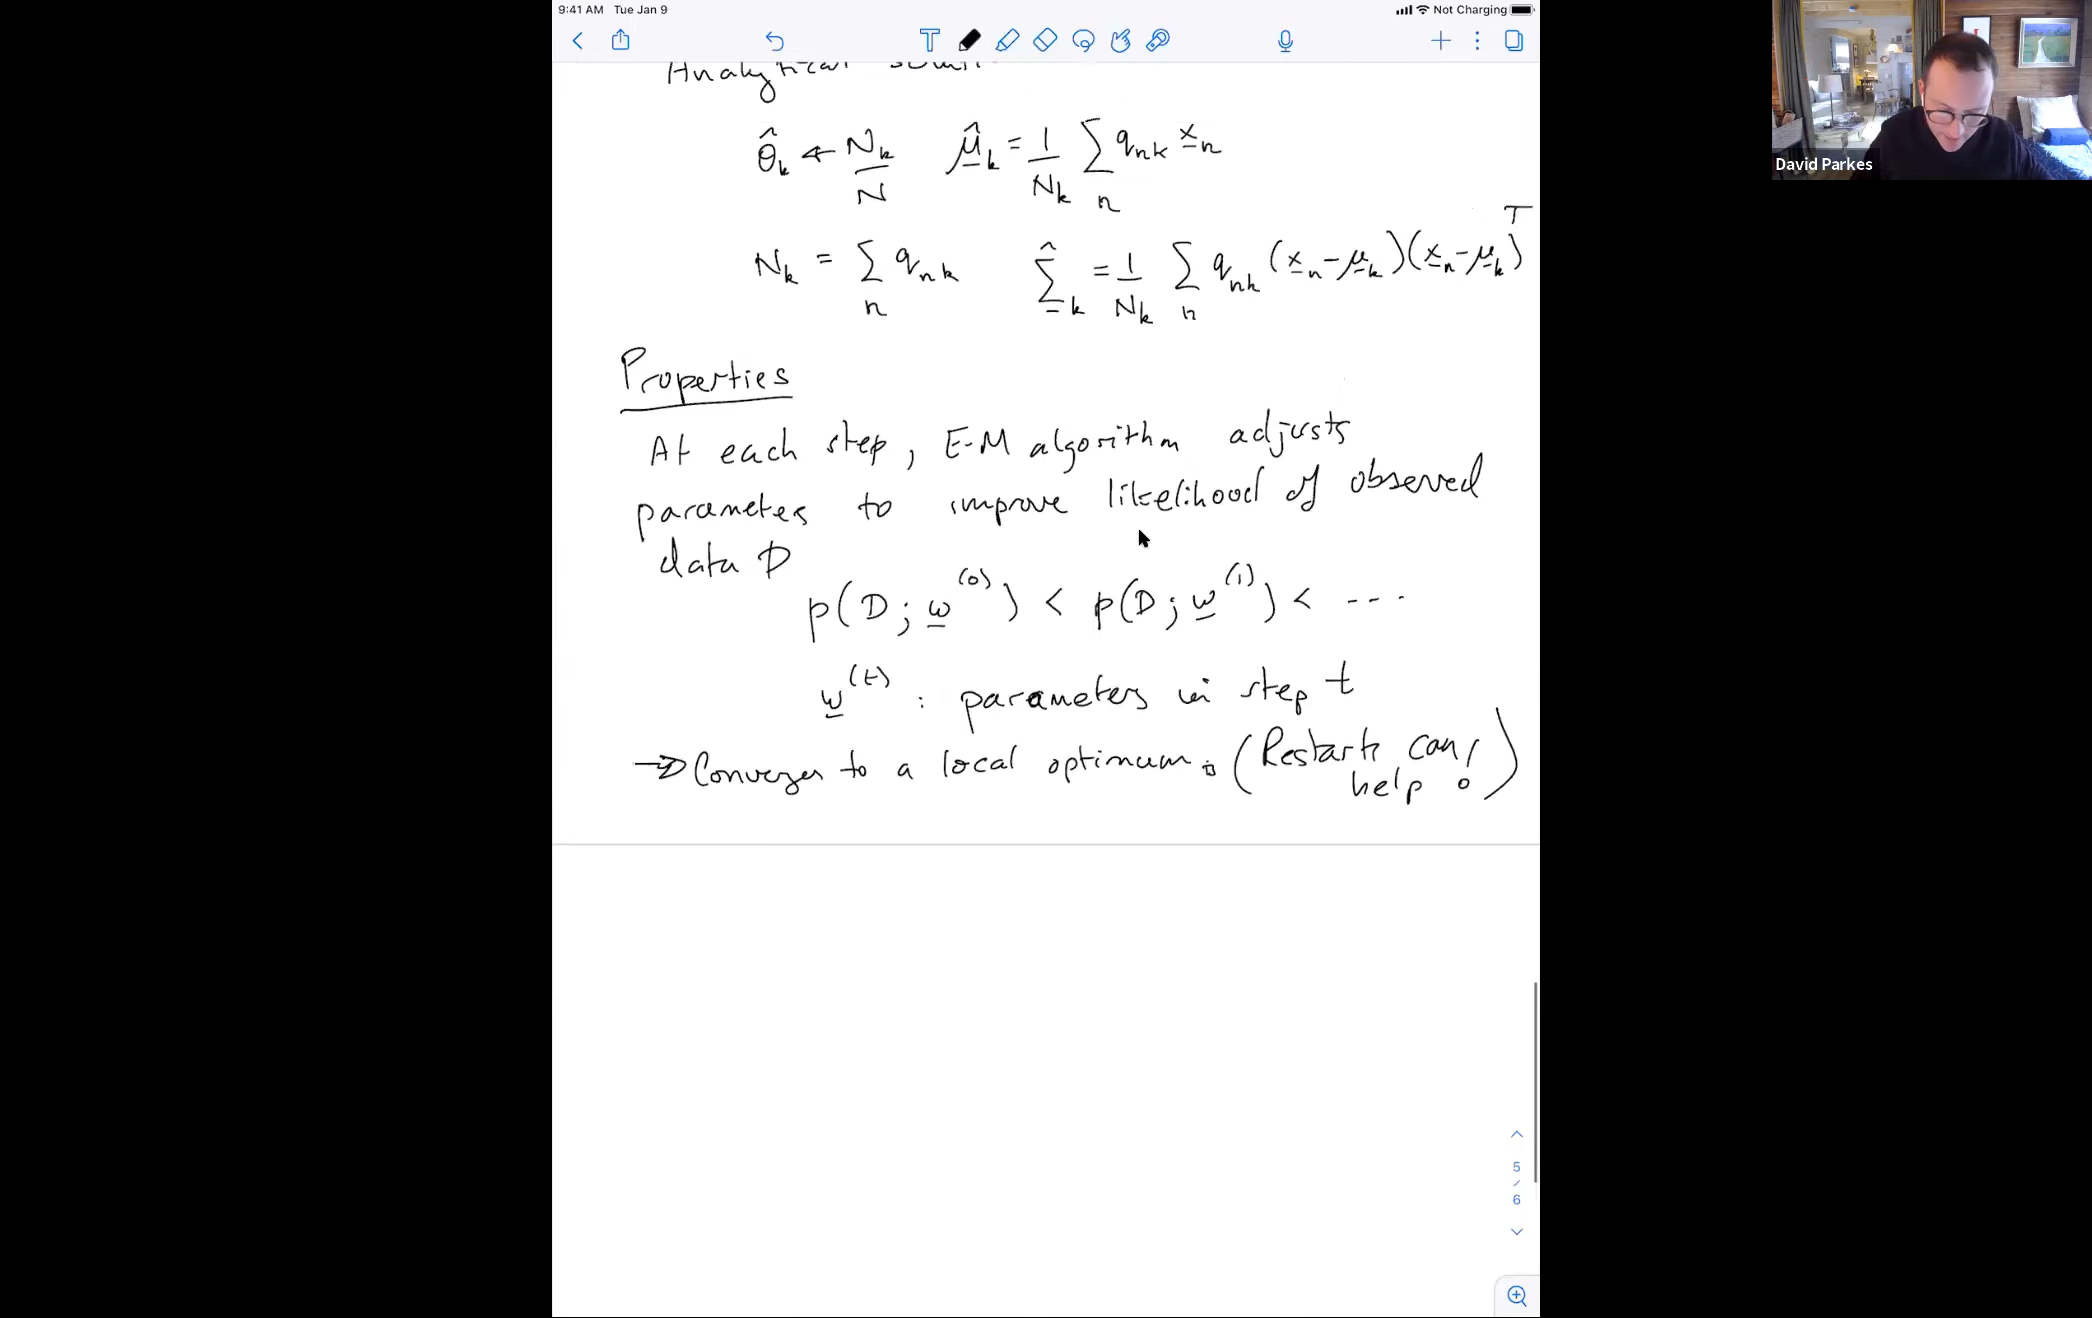 9:41 AM Tue Jan 9
Not Charging
Analytical
θ̂_k ← N_k/N    μ̂_k = 1/N_k Σ_n q_nk x_n
N_k = Σ_n q_nk    Σ̂_k = 1/N_k Σ_n q_nk (x_n - μ_k)(x_n - μ_k)^T
Properties
At each step, E-M algorithm adjusts
parameters to improve likelihood of observed
data D
p(D; w^(0)) < p(D; w^(1)) < ----
w^(t) : parameters in step t
→ Converges to a local optimum. (Restarts can help!)
5
/
6
David Parkes